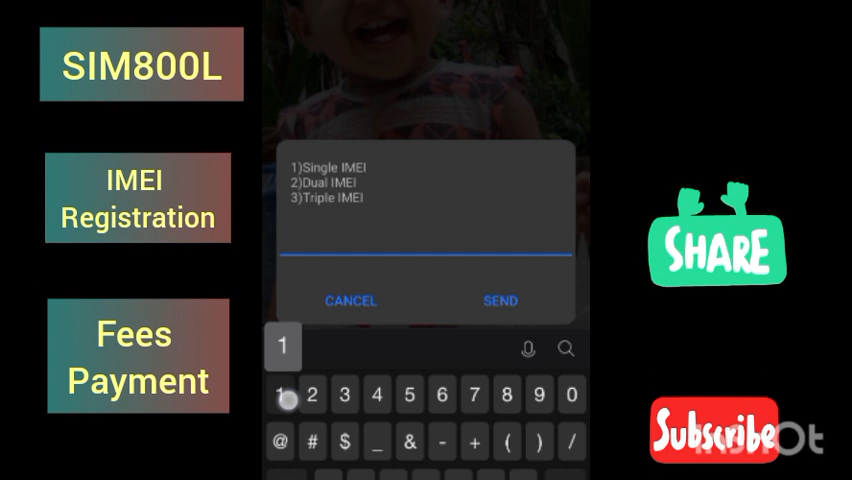 SIM800L
IMEI
Registration
Fees
Payment
1)Single IMEI
2)Dual IMEI
3)Triple IMEI
CANCEL
SEND
1
1 2 3 4 5 6 7 8 9 0
@ # $ _ & - + ( ) /
SHARE
Subscribe
InShOt